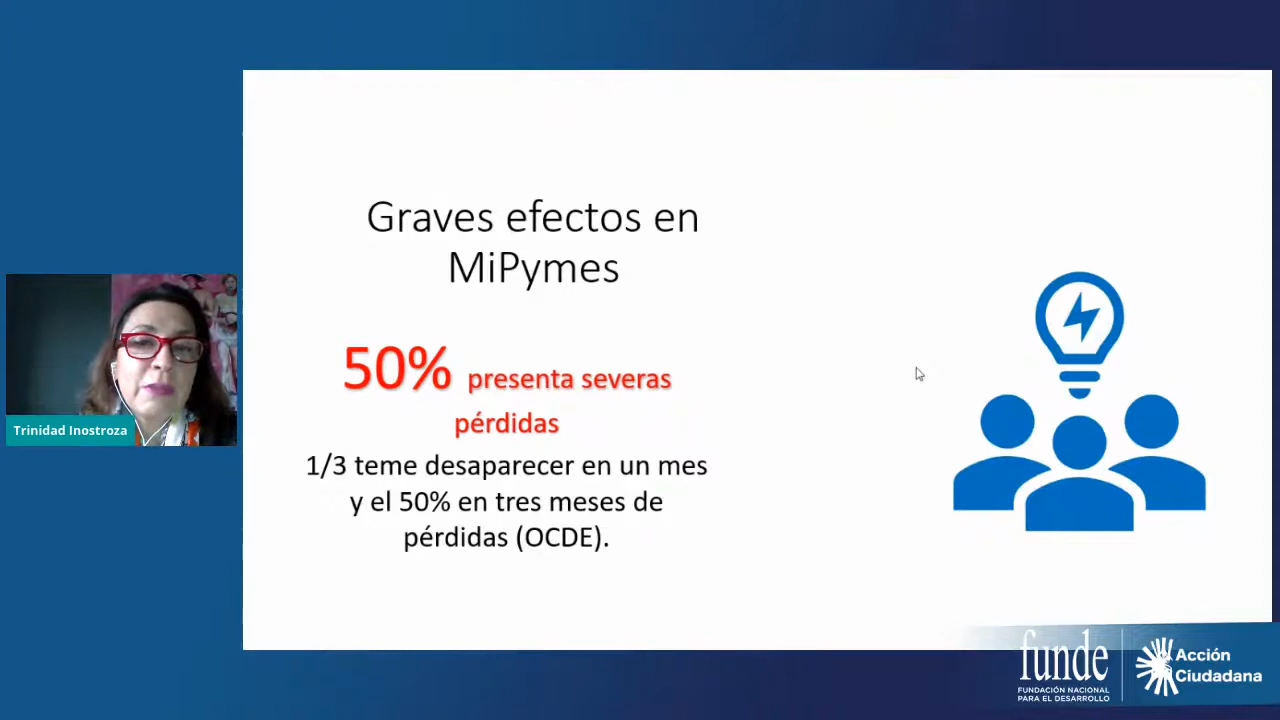 Graves efectos en
MiPymes
50% presenta severas
pérdidas
1/3 teme desaparecer en un mes
y el 50% en tres meses de
pérdidas (OCDE).
Trinidad Inostroza
funde
FUNDACIÓN NACIONAL
PARA EL DESARROLLO
Acción
Ciudadana